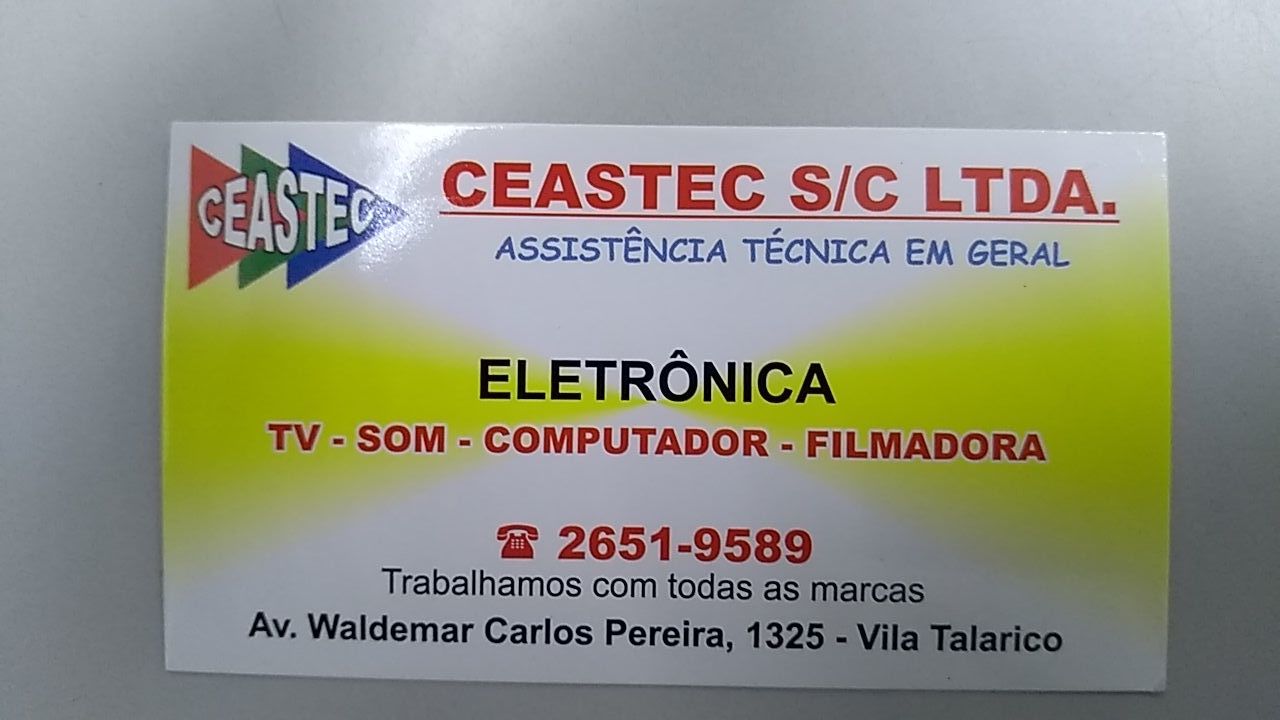 CEASTEC
CEASTEC S/C LTDA.
ASSISTÊNCIA TÉCNICA EM GERAL
ELETRÔNICA
TV - SOM - COMPUTADOR - FILMADORA
☎ 2651-9589
Trabalhamos com todas as marcas
Av. Waldemar Carlos Pereira, 1325 - Vila Talarico